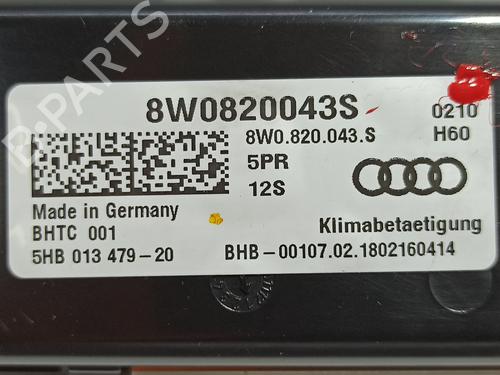 B-PARTS
8W0820043S 0210
8W0.820.043.S H60
5PR
12S
Made in Germany Klimabetaetigung
BHTC 001
5HB 013 479-20 BHB-00107.02.1802160414